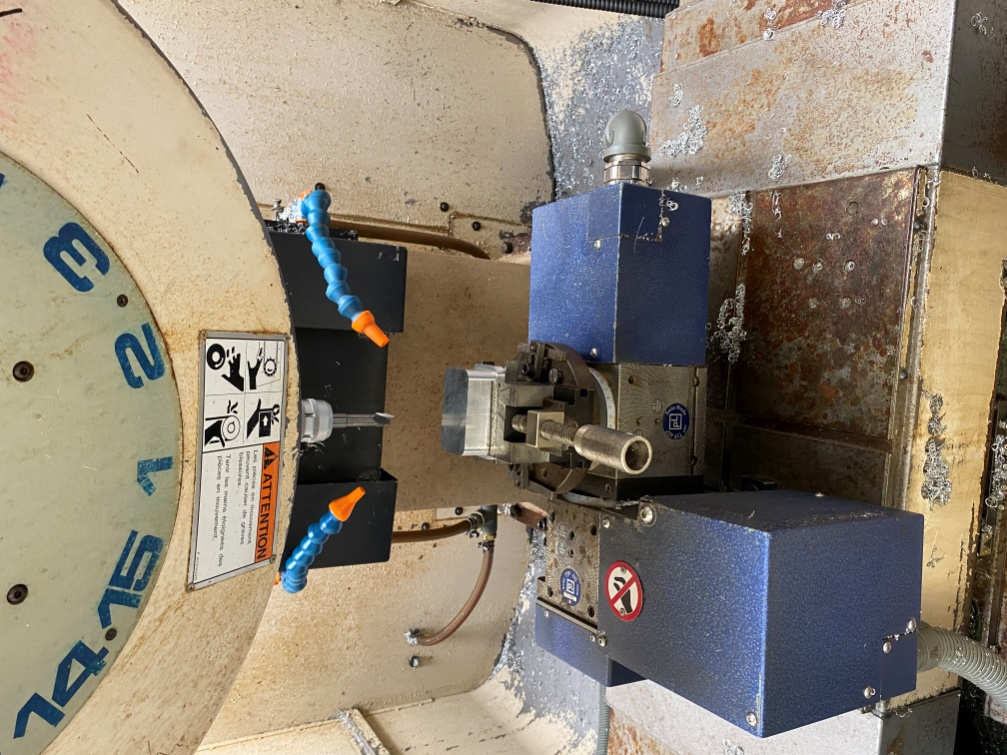 3
2
1
15
14
ATTENTION
Les pièces en mouvement
peuvent causer de graves
blessures.
Tenir les mains éloignées des
pièces en mouvement.